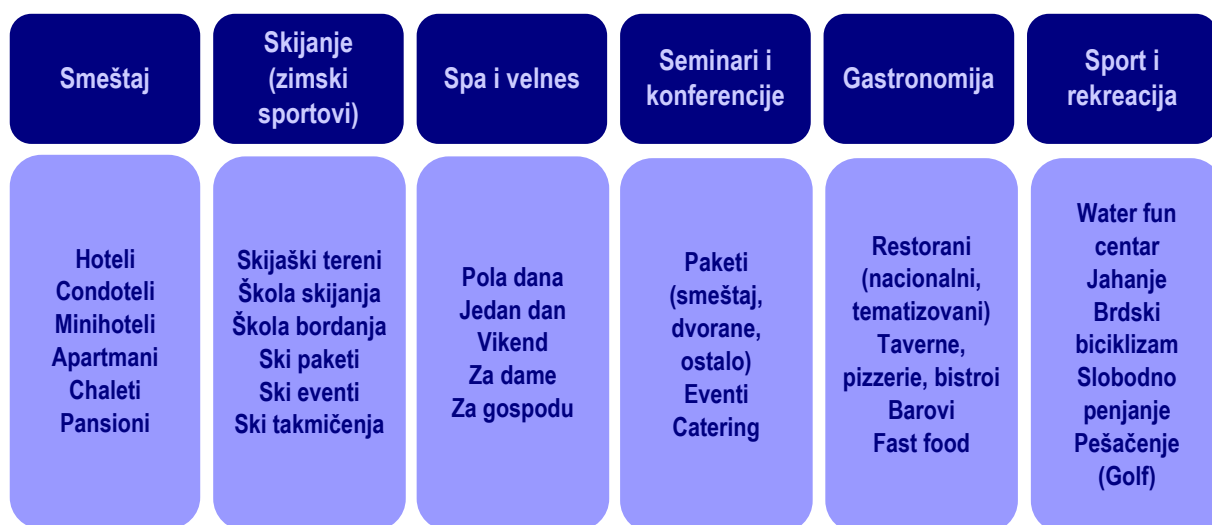 Smeštaj
Skijanje
(zimski
sportovi)
Spa i velnes
Seminari i
konferencije
Gastronomija
Sport i
rekreacija
Hoteli
Condoteli
Minihoteli
Apartmani
Chaleti
Pansioni
Skijaški tereni
Škola skijanja
Škola bordanja
Ski paketi
Ski eventi
Ski takmičenja
Pola dana
Jedan dan
Vikend
Za dame
Za gospodu
Paketi
(smeštaj,
dvorane,
ostalo)
Eventi
Catering
Restorani
(nacionalni,
tematizovani)
Taverne,
pizzerie, bistroi
Barovi
Fast food
Water fun
centar
Jahanje
Brdski
biciklizam
Slobodno
penjanje
Pešačenje
(Golf)